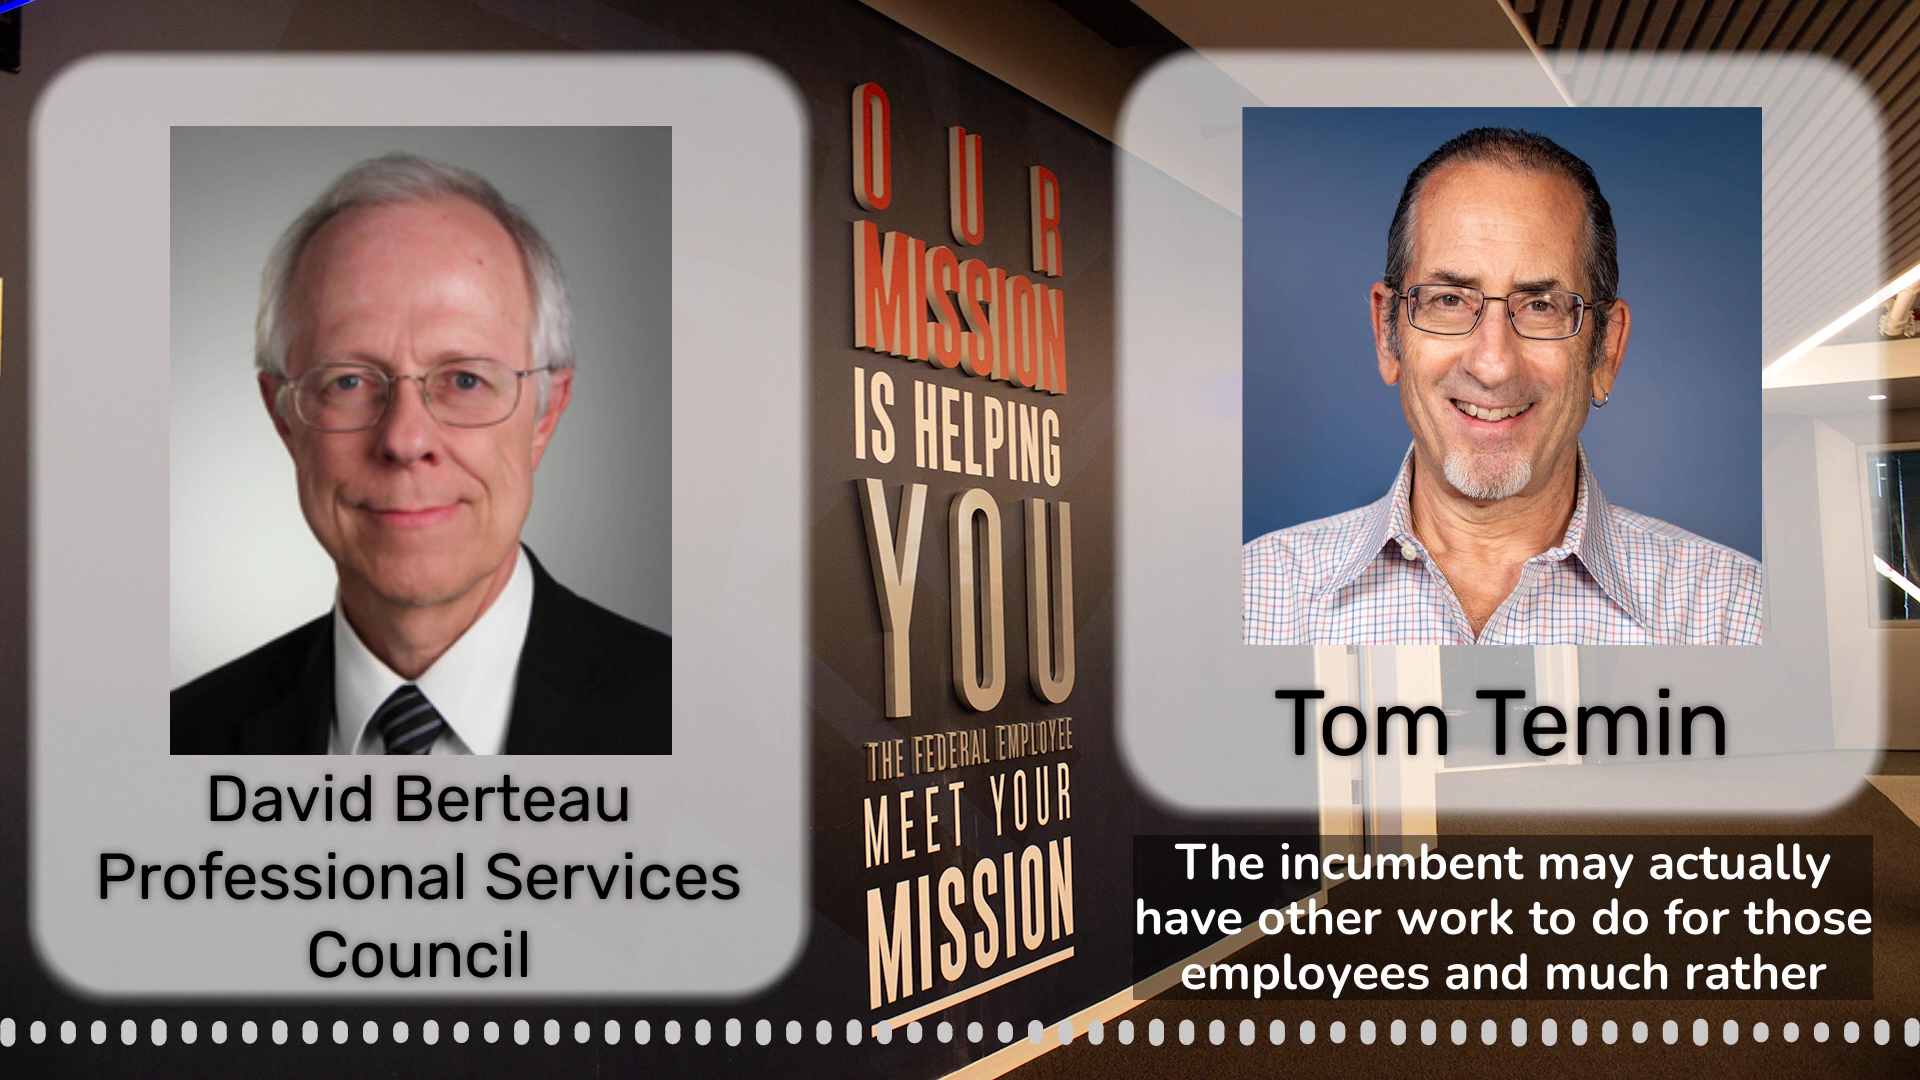 David Berteau
Professional Services
Council
OUR
MISSION
IS HELPING
YOU
THE FEDERAL EMPLOYEE
MEET YOUR
MISSION
Tom Temin
The incumbent may actually
have other work to do for those
employees and much rather